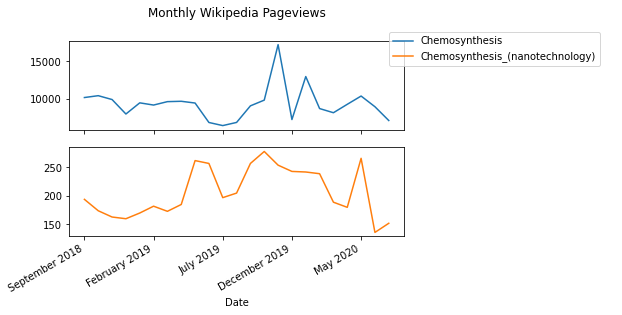 Monthly Wikipedia Pageviews
Chemosynthesis
Chemosynthesis_(nanotechnology)
15000
10000
250
200
150
September 2018
February 2019
July 2019
December 2019
May 2020
Date